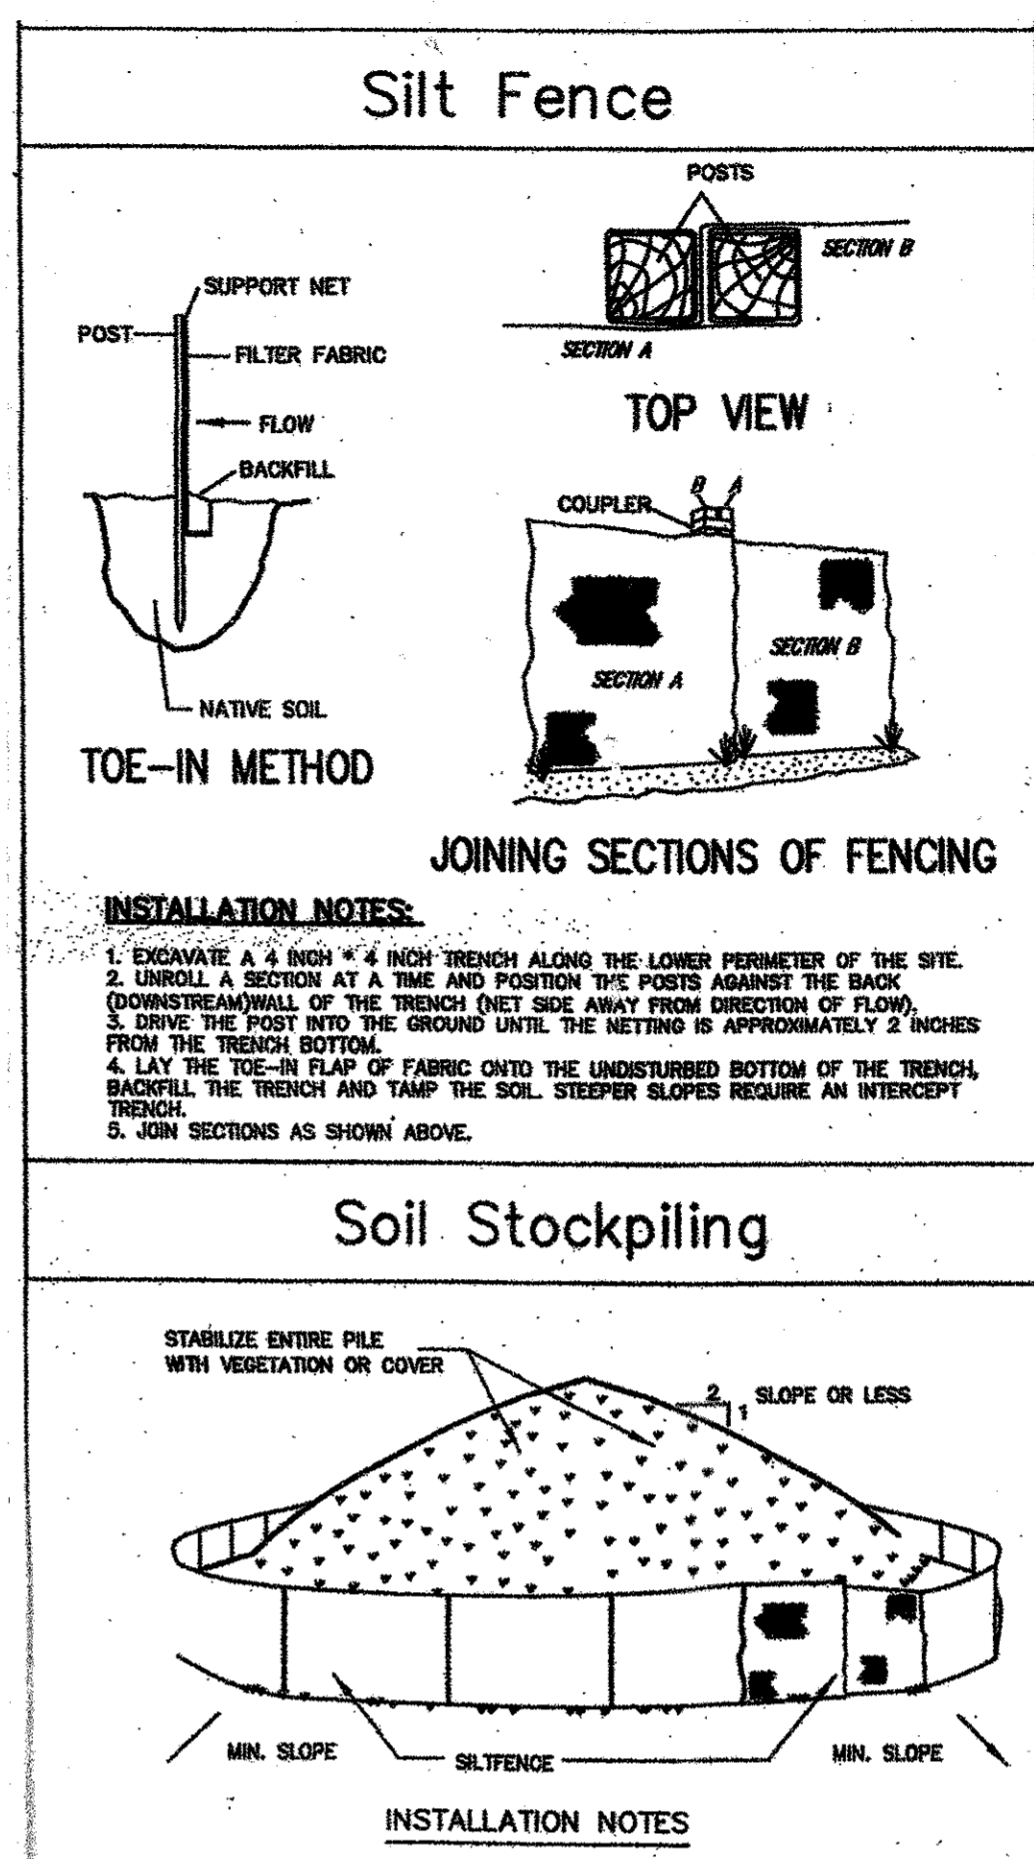 Silt Fence
SUPPORT NET
POST
FILTER FABRIC
FLOW
BACKFILL
NATIVE SOIL
TOE-IN METHOD
POSTS
SECTION B
SECTION A
TOP VIEW
B A
COUPLER
SECTION B
SECTION A
JOINING SECTIONS OF FENCING
INSTALLATION NOTES:
1. EXCAVATE A 4 INCH * 4 INCH TRENCH ALONG THE LOWER PERIMETER OF THE SITE.
2. UNROLL A SECTION AT A TIME AND POSITION THE POSTS AGAINST THE BACK
(DOWNSTREAM)WALL OF THE TRENCH (NET SIDE AWAY FROM DIRECTION OF FLOW).
3. DRIVE THE POST INTO THE GROUND UNTIL THE NETTING IS APPROXIMATELY 2 INCHES
FROM THE TRENCH BOTTOM.
4. LAY THE TOE-IN FLAP OF FABRIC ONTO THE UNDISTURBED BOTTOM OF THE TRENCH,
BACKFILL THE TRENCH AND TAMP THE SOIL. STEEPER SLOPES REQUIRE AN INTERCEPT
TRENCH.
5. JOIN SECTIONS AS SHOWN ABOVE.
Soil Stockpiling
STABILIZE ENTIRE PILE
WITH VEGETATION OR COVER
2
1
SLOPE OR LESS
MIN. SLOPE
SILTFENCE
MIN. SLOPE
INSTALLATION NOTES